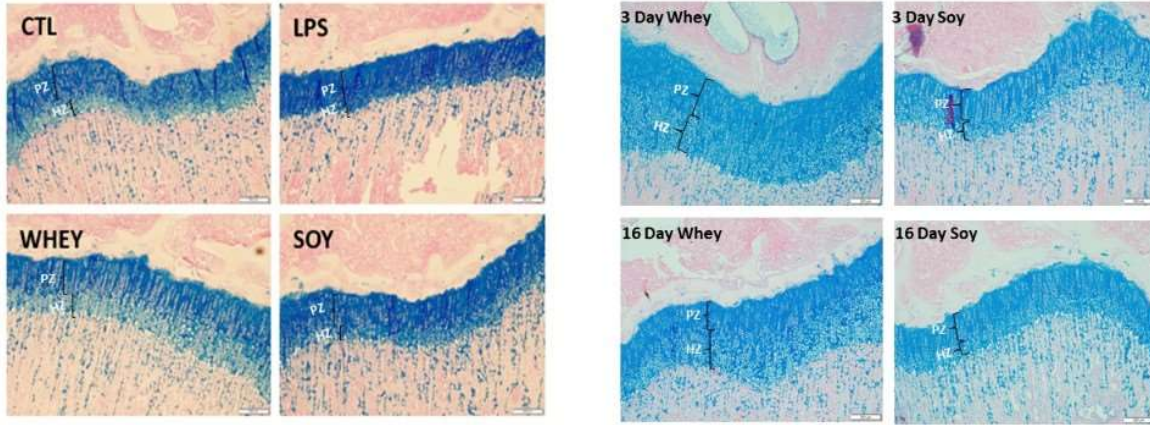 CTL
PZ
HZ
LPS
PZ
HZ
WHEY
PZ
HZ
SOY
PZ
HZ
3 Day Whey
PZ
HZ
3 Day Soy
PZ
HZ
16 Day Whey
PZ
HZ
16 Day Soy
PZ
HZ